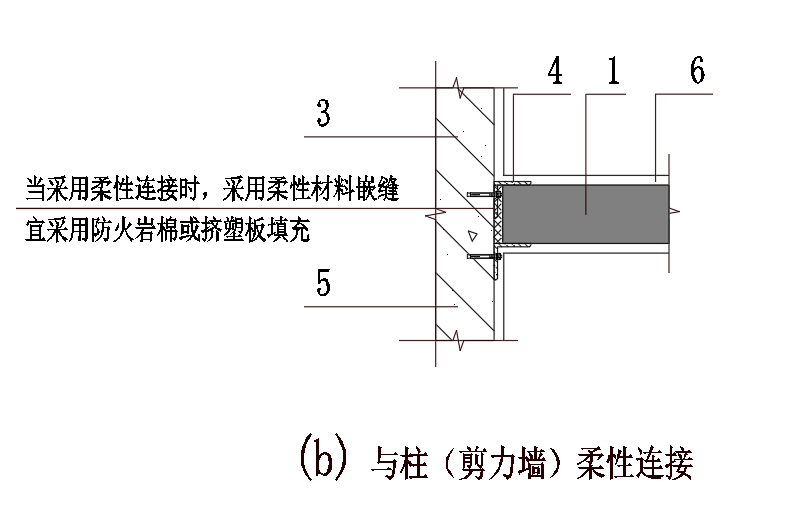 4 1 6
3
当采用柔性连接时，采用柔性材料嵌缝
宜采用防火岩棉或挤塑板填充
5
(b) 与柱（剪力墙）柔性连接